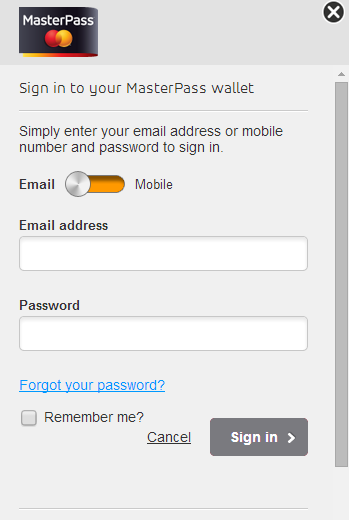 MasterPass
Sign in to your MasterPass wallet
Simply enter your email address or mobile
number and password to sign in.
Email Mobile
Email address
Password
Forgot your password?
Remember me?
Cancel Sign in